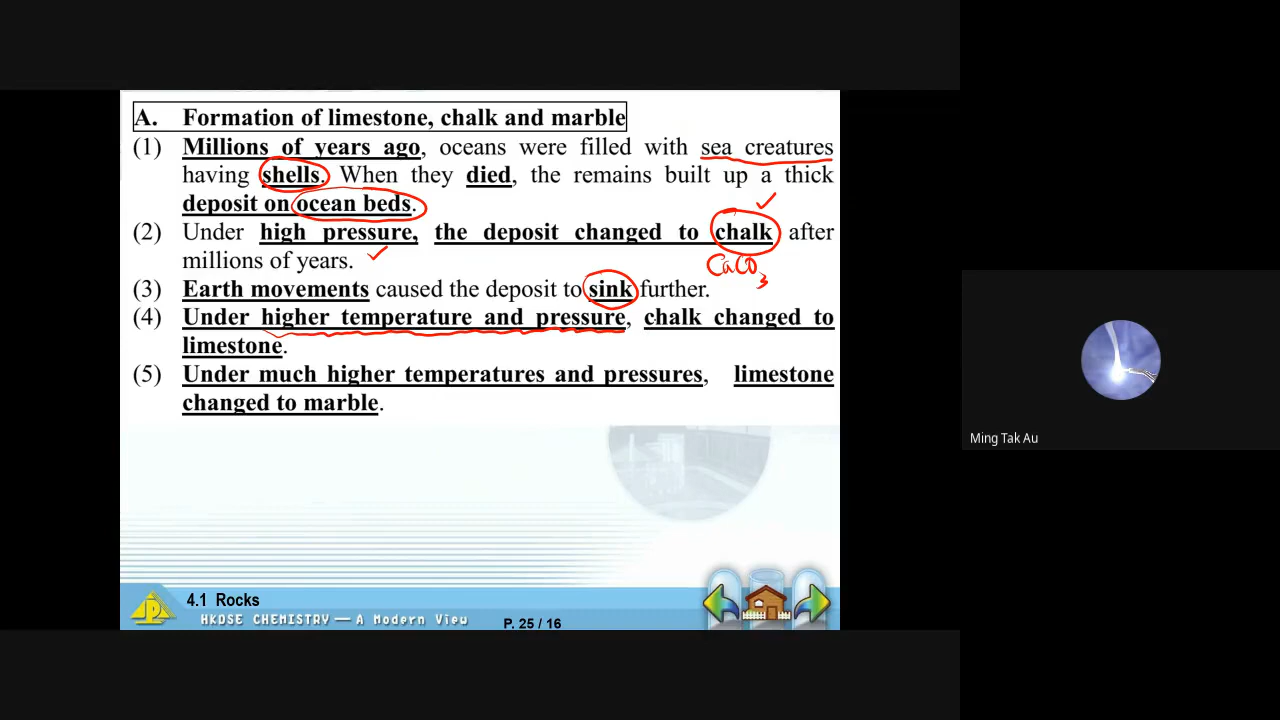 A. Formation of limestone, chalk and marble
(1) Millions of years ago, oceans were filled with sea creatures
having shells. When they died, the remains built up a thick
deposit on ocean beds.
(2) Under high pressure, the deposit changed to chalk after
millions of years.
CaCO3
(3) Earth movements caused the deposit to sink further.
(4) Under higher temperature and pressure, chalk changed to
limestone.
(5) Under much higher temperatures and pressures, limestone
changed to marble.
4.1 Rocks
HKDSE CHEMISTRY — A Modern View
P. 25 / 16
Ming Tak Au